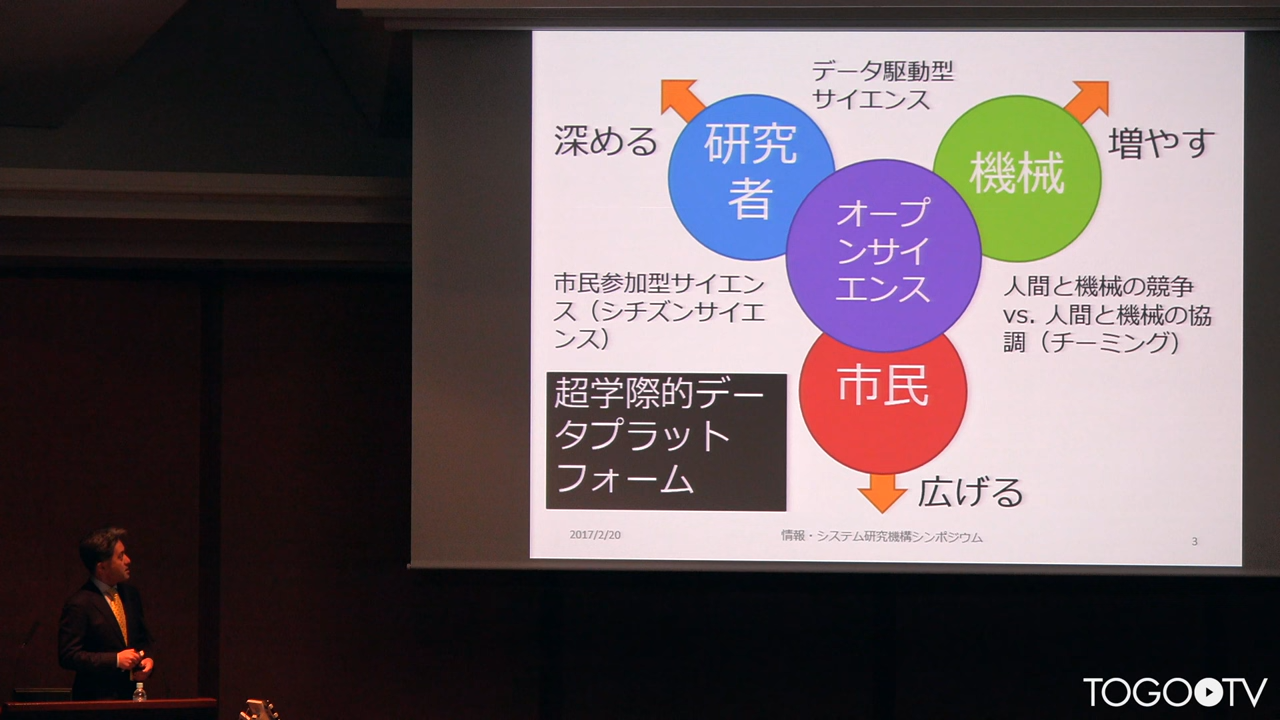 データ駆動型
サイエンス
深める
研究
者
機械
増やす
オープ
ンサイ
エンス
市民参加型サイエン
ス（シチズンサイエ
ンス）
人間と機械の競争
vs. 人間と機械の協
調（チーミング）
市民
超学際的デー
タプラット
フォーム
広げる
2017/2/20
情報・システム研究機構シンポジウム
3
TOGOTV